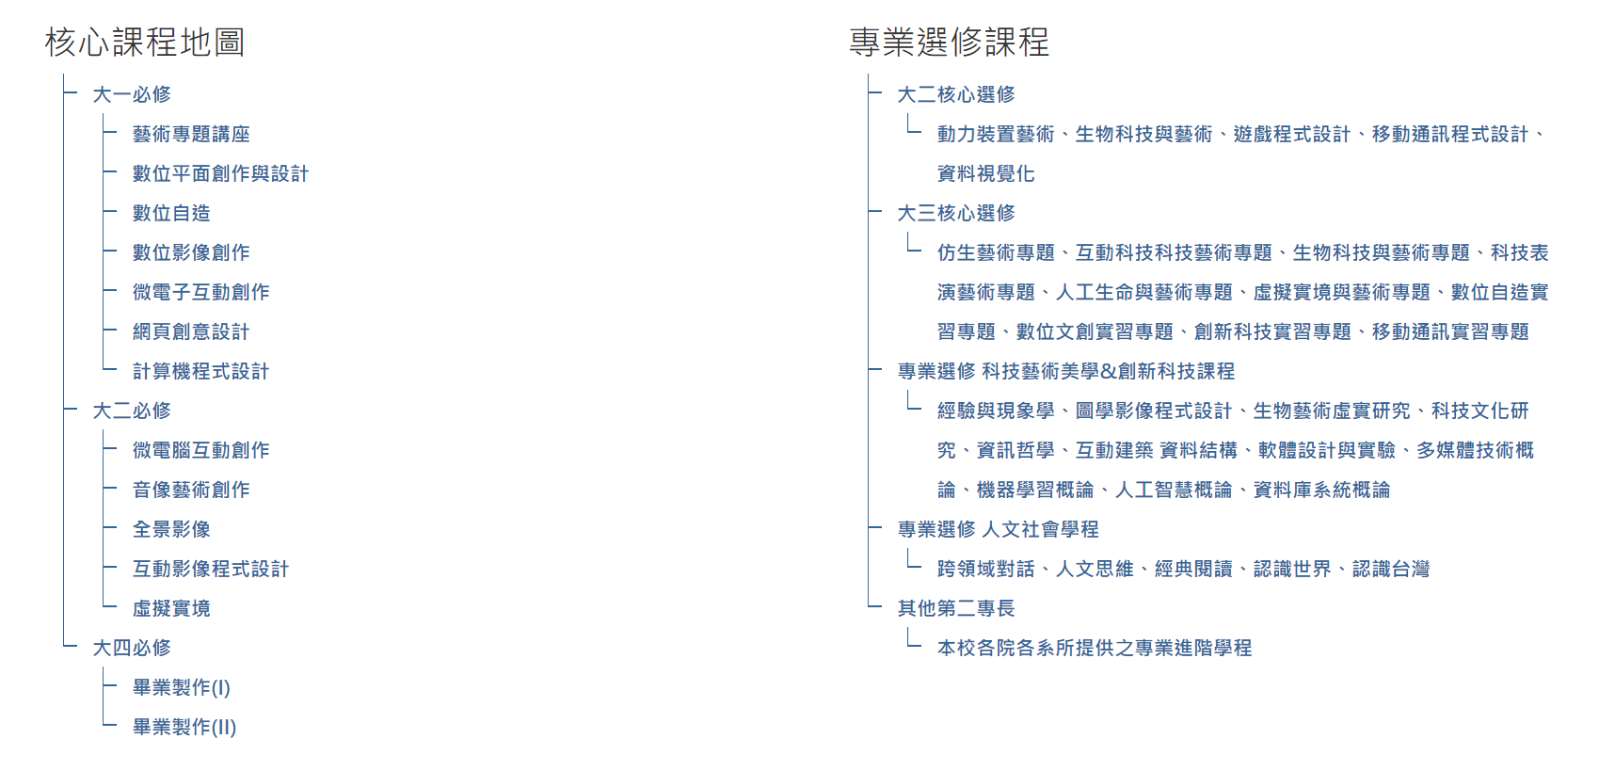 核心課程地圖
大一必修
藝術專題講座
數位平面創作與設計
數位自造
數位影像創作
微電子互動創作
網頁創意設計
計算機程式設計
大二必修
微電腦互動創作
音像藝術創作
全景影像
互動影像程式設計
虛擬實境
大四必修
畢業製作(I)
畢業製作(II)
專業選修課程
大二核心選修
動力裝置藝術、生物科技與藝術、遊戲程式設計、移動通訊程式設計、
資料視覺化
大三核心選修
仿生藝術專題、互動科技科技藝術專題、生物科技與藝術專題、科技表
演藝術專題、人工生命與藝術專題、虛擬實境與藝術專題、數位自造實
習專題、數位文創實習專題、創新科技實習專題、移動通訊實習專題
專業選修 科技藝術美學&創新科技課程
經驗與現象學、圖學影像程式設計、生物藝術虛實研究、科技文化研
究、資訊哲學、互動建築 資料結構、軟體設計與實驗、多媒體技術概
論、機器學習概論、人工智慧概論、資料庫系統概論
專業選修 人文社會學程
跨領域對話、人文思維、經典閱讀、認識世界、認識台灣
其他第二專長
本校各院各系所提供之專業進階學程